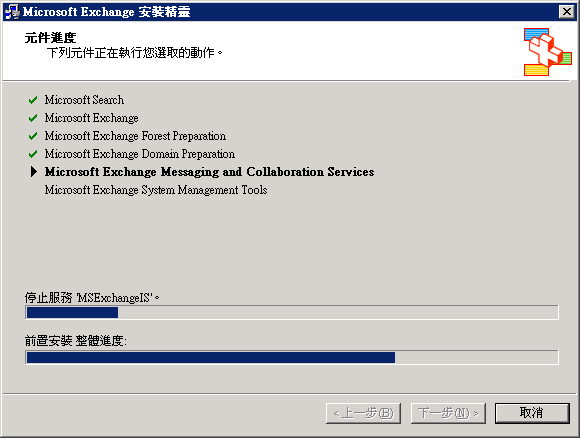 Microsoft Exchange 安裝精靈
元件進度
下列元件正在執行您選取的動作。
Microsoft Search
Microsoft Exchange
Microsoft Exchange Forest Preparation
Microsoft Exchange Domain Preparation
Microsoft Exchange Messaging and Collaboration Services
Microsoft Exchange System Management Tools
停止服務 'MSExchangeIS'。
前置安裝 整體進度:
< 上一步(B)
下一步(N) >
取消